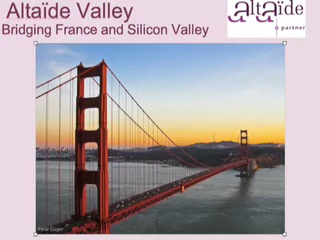 Altaïde Valley
Bridging France and Silicon Valley
altaïde
a partner